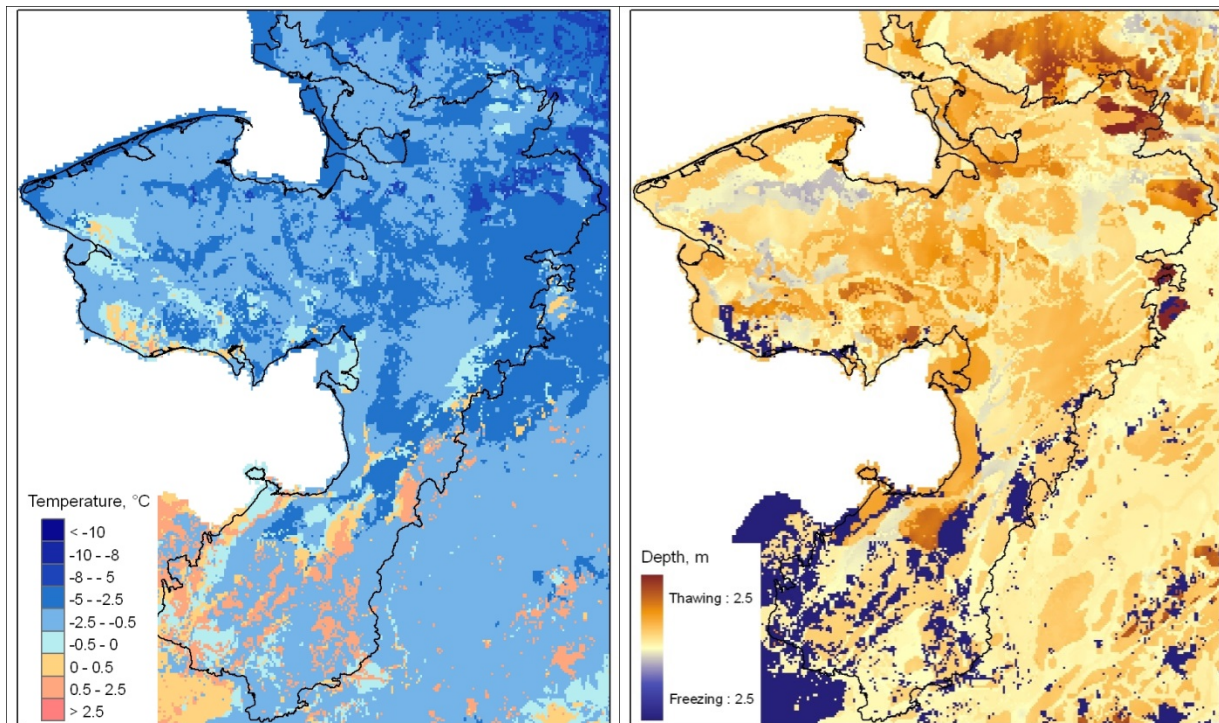 Temperature, °C
< -10
-10 - -8
-8 - -5
-5 - -2.5
-2.5 - -0.5
-0.5 - 0
0 - 0.5
0.5 - 2.5
> 2.5
Depth, m
Thawing : 2.5
Freezing : 2.5